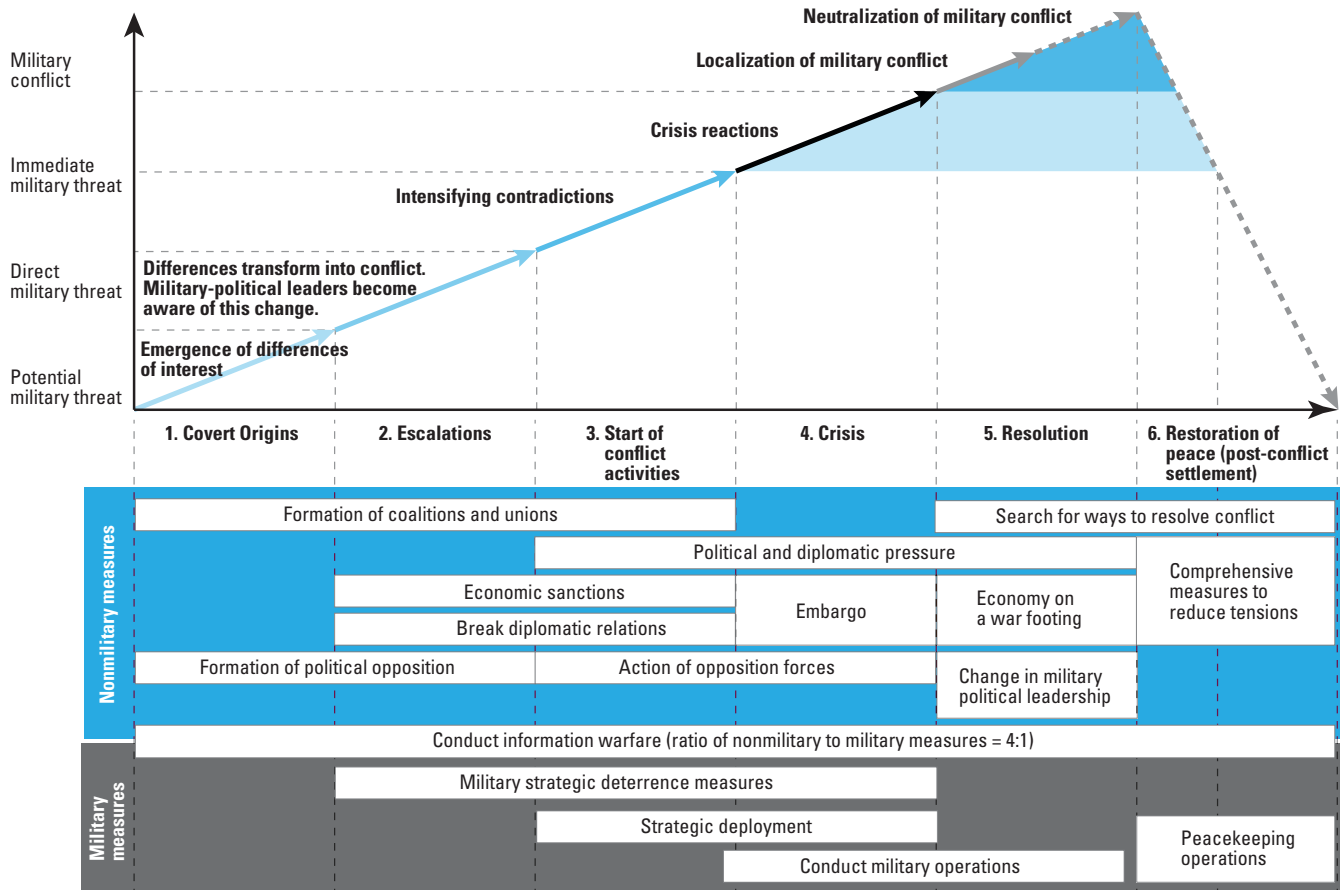 Neutralization of military conflict
Military
conflict
Localization of military conflict
Crisis reactions
Immediate
military threat
Intensifying contradictions
Direct
military threat
Differences transform into conflict.
Military-political leaders become
aware of this change.
Emergence of differences
of interest
Potential
military threat
1. Covert Origins
2. Escalations
3. Start of
conflict
activities
4. Crisis
5. Resolution
6. Restoration of
peace (post-conflict
settlement)
Nonmilitary measures
Formation of coalitions and unions
Search for ways to resolve conflict
Political and diplomatic pressure
Comprehensive
measures to
reduce tensions
Economic sanctions
Embargo
Economy on
a war footing
Break diplomatic relations
Formation of political opposition
Action of opposition forces
Change in military
political leadership
Conduct information warfare (ratio of nonmilitary to military measures = 4:1)
Military
measures
Military strategic deterrence measures
Strategic deployment
Peacekeeping
operations
Conduct military operations